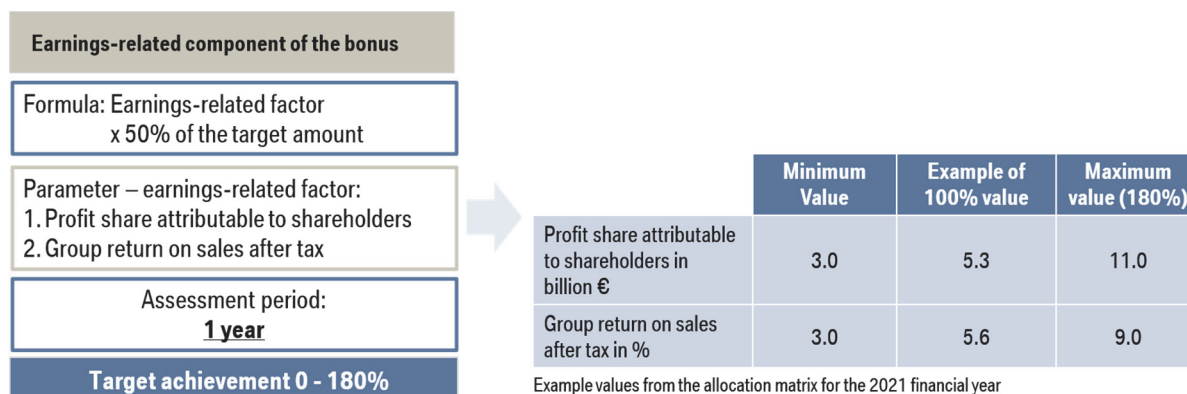 Earnings-related component of the bonus
Formula: Earnings-related factor
x 50% of the target amount
Parameter – earnings-related factor:
1. Profit share attributable to shareholders
2. Group return on sales after tax
Assessment period:
1 year
Target achievement 0 - 180%
Minimum Value Example of 100% value Maximum value (180%)
Profit share attributable
to shareholders in
billion € 3.0 5.3 11.0
Group return on sales
after tax in % 3.0 5.6 9.0
Example values from the allocation matrix for the 2021 financial year